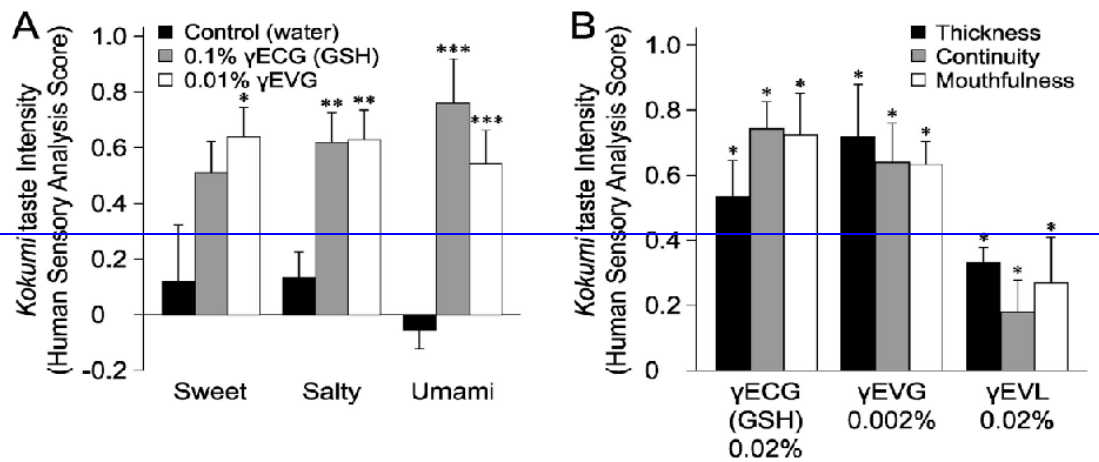 A
Kokumi taste Intensity
(Human Sensory Analysis Score)
1.0
0.8
0.6
0.4
0.2
0
-0.2
Control (water)
0.1% γECG (GSH)
0.01% γEVG
*
** **
***
***
Sweet Salty Umami
B
Kokumi taste Intensity
(Human Sensory Analysis Score)
1.0
0.8
0.6
0.4
0.2
0
Thickness
Continuity
Mouthfulness
* * *
* * *
* * *
γECG
(GSH)
0.02%
γEVG
0.002%
γEVL
0.02%